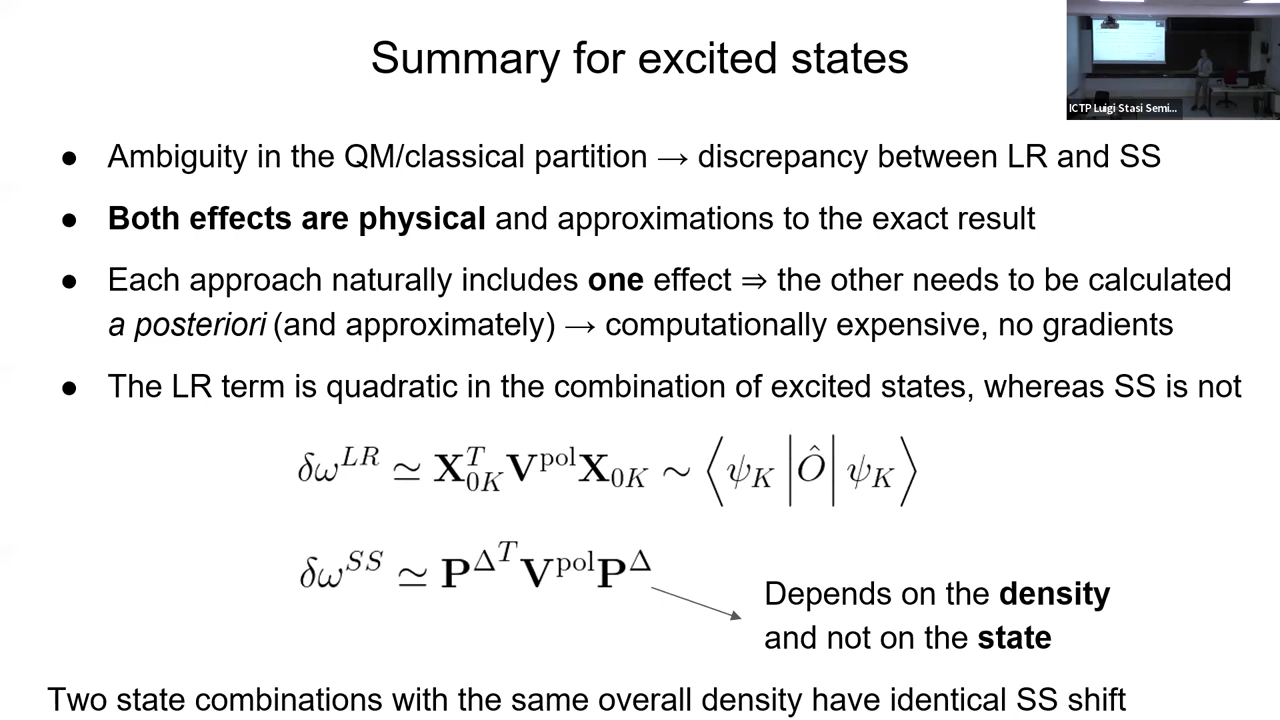 Summary for excited states
ICTP Luigi Stasi Semi...
● Ambiguity in the QM/classical partition → discrepancy between LR and SS
● Both effects are physical and approximations to the exact result
● Each approach naturally includes one effect ⇒ the other needs to be calculated
a posteriori (and approximately) → computationally expensive, no gradients
● The LR term is quadratic in the combination of excited states, whereas SS is not
δω^{LR} ≃ X_{0K}^T V^{pol} X_{0K} ∼ ⟨ψ_K | Ô | ψ_K⟩
δω^{SS} ≃ P^{Δ^T} V^{pol} P^Δ
Depends on the density
and not on the state
Two state combinations with the same overall density have identical SS shift